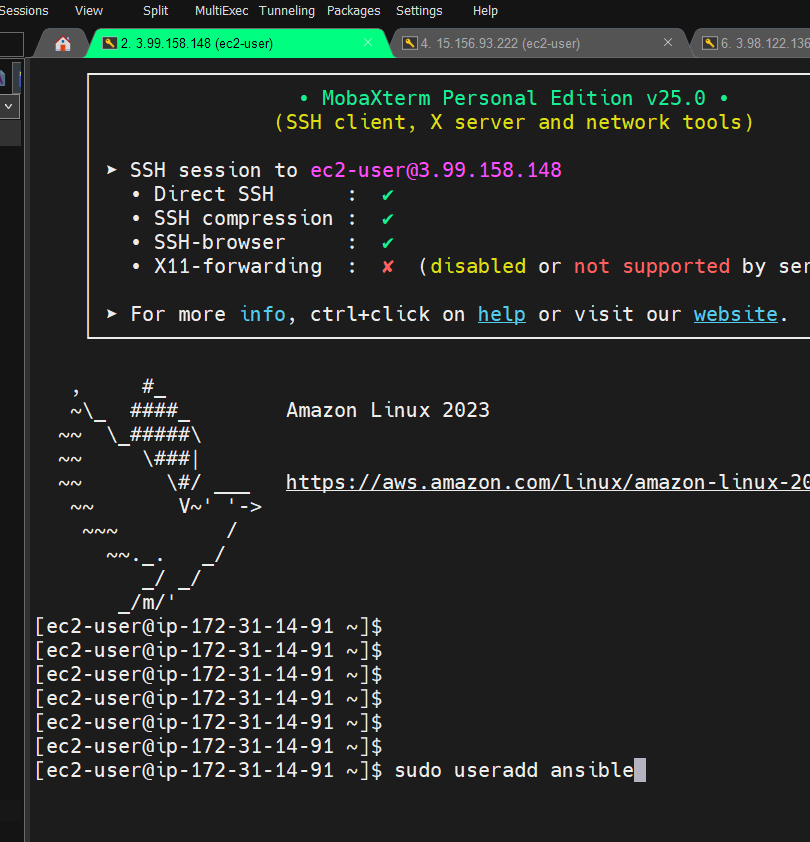 Sessions View Split MultiExec Tunneling Packages Settings Help
2. 3.99.158.148 (ec2-user) 4. 15.156.93.222 (ec2-user) 6. 3.98.122.136
• MobaXterm Personal Edition v25.0 •
(SSH client, X server and network tools)
➤ SSH session to ec2-user@3.99.158.148
• Direct SSH : ✔
• SSH compression : ✔
• SSH-browser : ✔
• X11-forwarding : ✘ (disabled or not supported by ser
➤ For more info, ctrl+click on help or visit our website.
   ,     #_
   ~\_  ####_        Amazon Linux 2023
  ~~  \_#####\
  ~~     \###|
  ~~       \#/ ___   https://aws.amazon.com/linux/amazon-linux-20
   ~~       V~' '->
    ~~~         /
      ~~._.   _/
         _/ _/
       _/m/'
[ec2-user@ip-172-31-14-91 ~]$
[ec2-user@ip-172-31-14-91 ~]$
[ec2-user@ip-172-31-14-91 ~]$
[ec2-user@ip-172-31-14-91 ~]$
[ec2-user@ip-172-31-14-91 ~]$
[ec2-user@ip-172-31-14-91 ~]$
[ec2-user@ip-172-31-14-91 ~]$ sudo useradd ansible